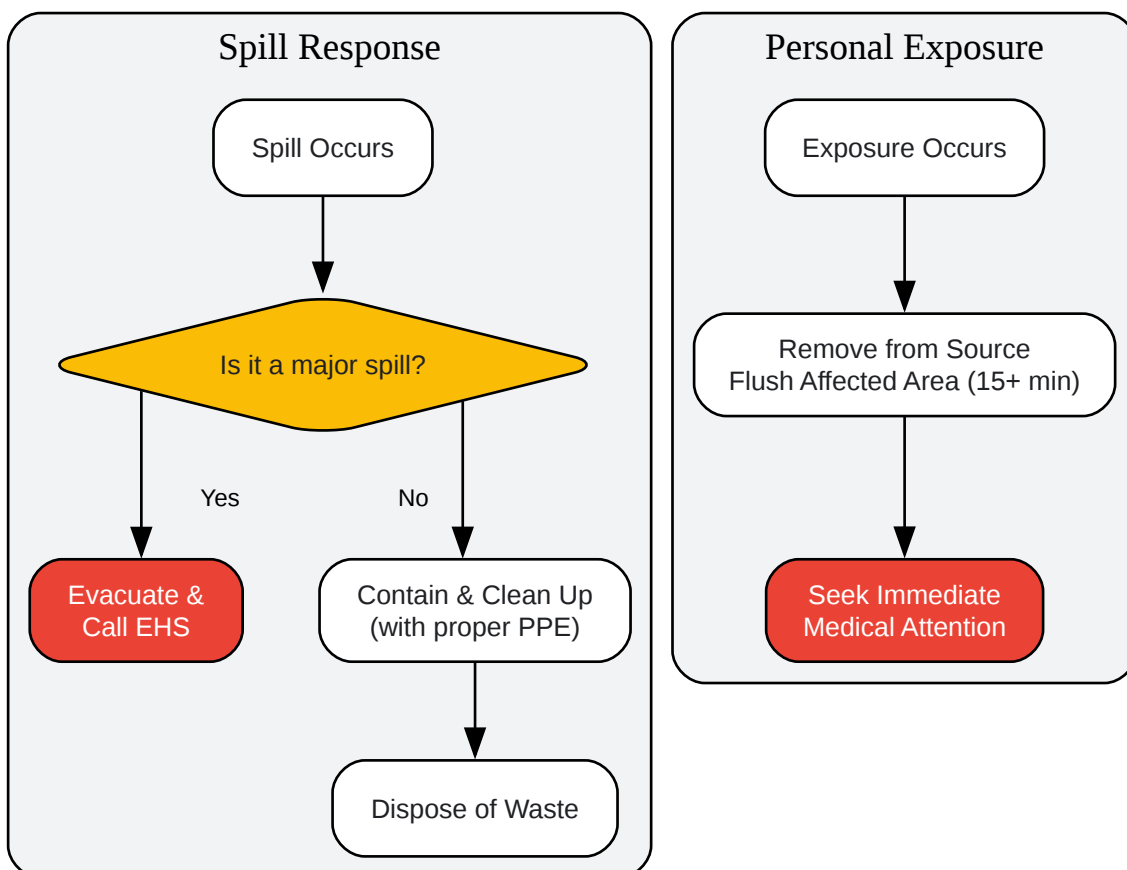 Spill Response
Spill Occurs
Is it a major spill?
Yes
No
Evacuate &
Call EHS
Contain & Clean Up
(with proper PPE)
Dispose of Waste
Personal Exposure
Exposure Occurs
Remove from Source
Flush Affected Area (15+ min)
Seek Immediate
Medical Attention